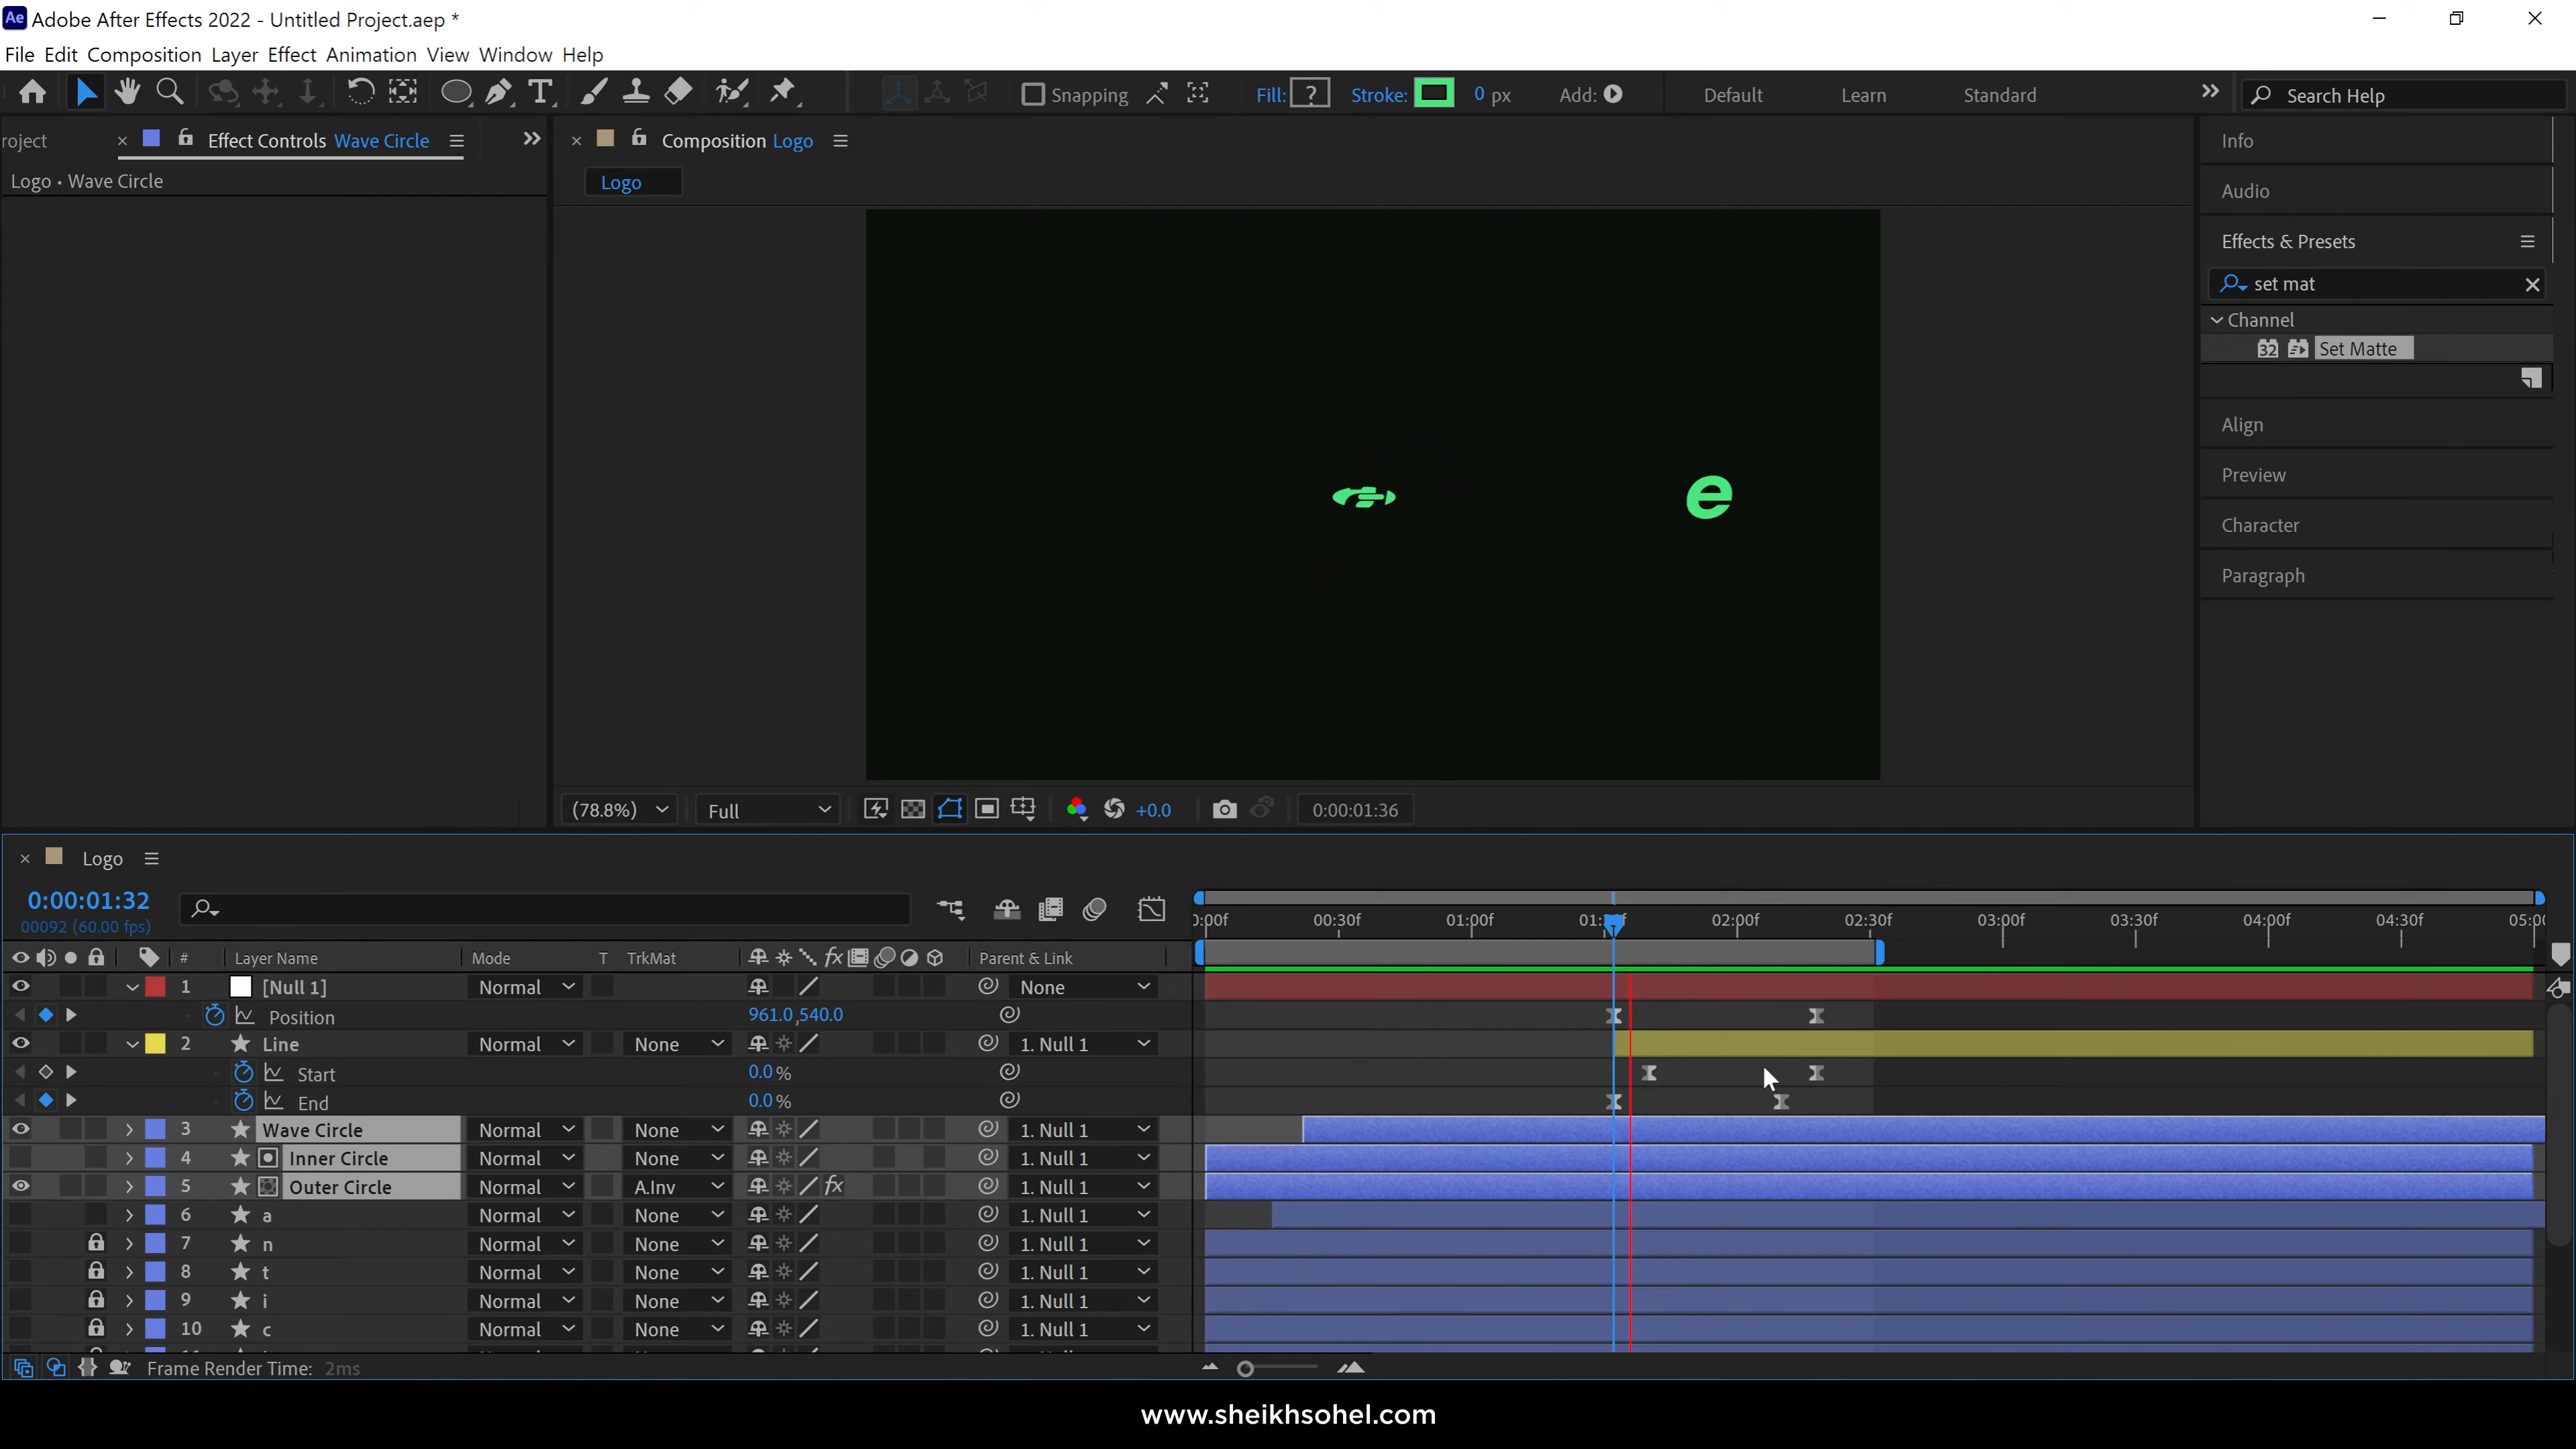 Ae Adobe After Effects 2022 - Untitled Project.aep *
File Edit Composition Layer Effect Animation View Window Help
Snapping Fill: ? Stroke: 0 px Add: Default Learn Standard Search Help
roject Effect Controls Wave Circle Composition Logo Info
Logo • Wave Circle Logo
Audio
Effects & Presets
set mat
Channel
32 Set Matte
Align
Preview
e
Character
Paragraph
(78.8%) Full +0.0 0:00:01:36
Logo
0:00:01:32
00092 (60.00 fps)
00f 00:30f 01:00f 02:00f 02:30f 03:00f 03:30f 04:00f 04:30f 05:00
# Layer Name Mode T TrkMat fx Parent & Link
1 [Null 1] Normal None
Position 961.0,540.0
2 Line Normal None 1. Null 1
Start 0.0 %
End 0.0 %
3 Wave Circle Normal None 1. Null 1
4 Inner Circle Normal None 1. Null 1
5 Outer Circle Normal A.Inv fx 1. Null 1
6 a Normal None 1. Null 1
7 n Normal None 1. Null 1
8 t Normal None 1. Null 1
9 i Normal None 1. Null 1
10 c Normal None 1. Null 1
Frame Render Time: 2ms
www.sheikhsohel.com